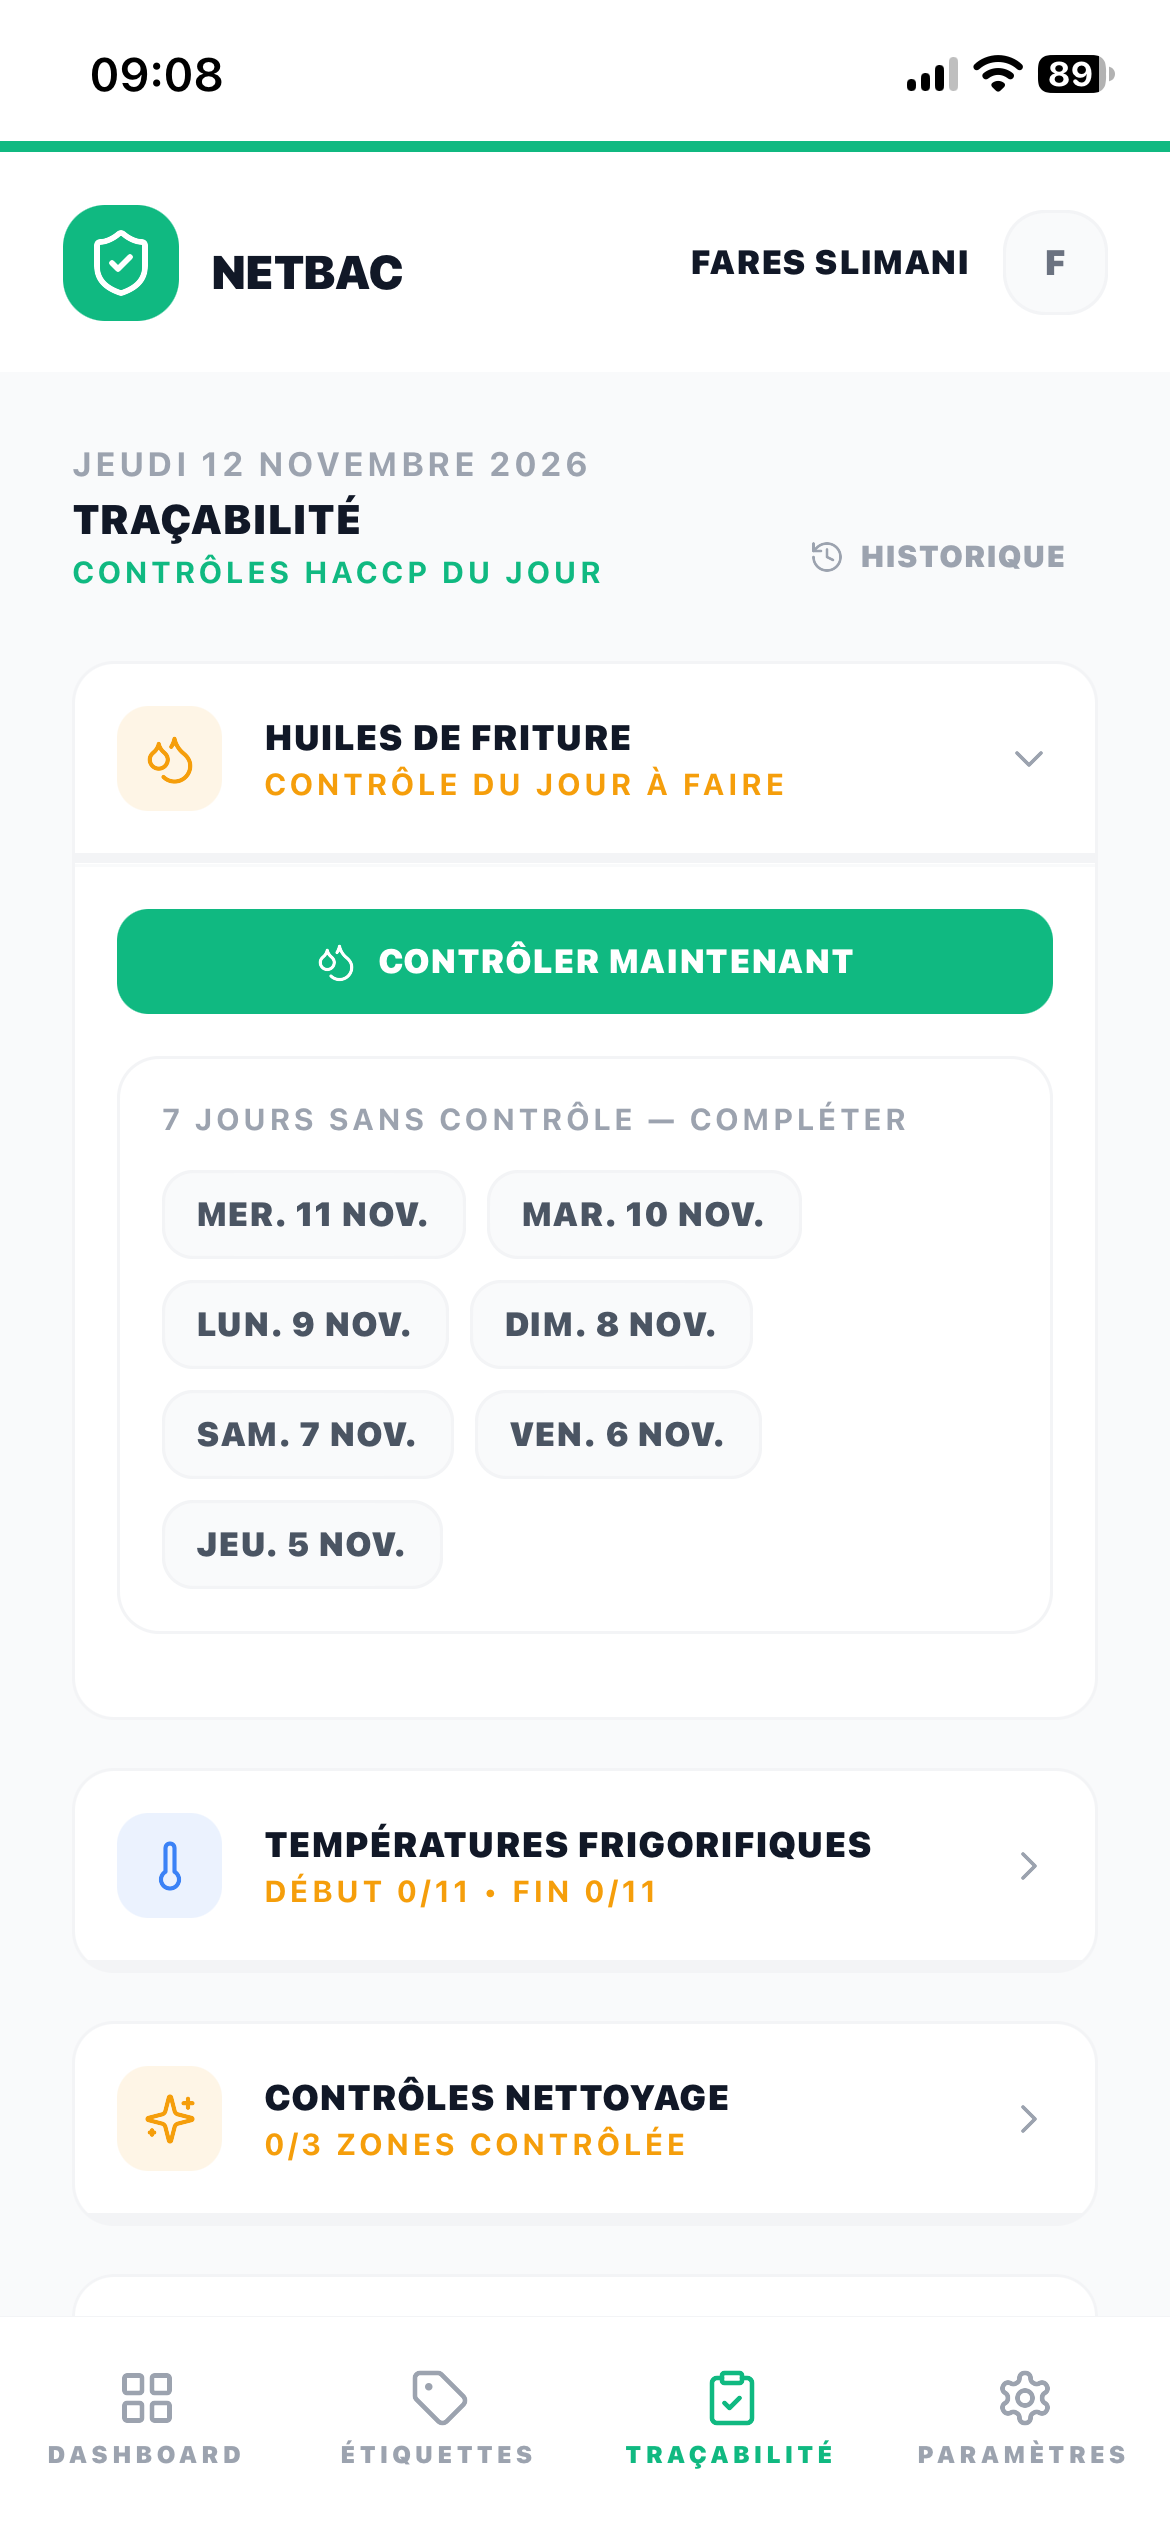 09:08
89
NETBAC
FARES SLIMANI
F
JEUDI 12 NOVEMBRE 2026
TRAÇABILITÉ
CONTRÔLES HACCP DU JOUR
HISTORIQUE
HUILES DE FRITURE
CONTRÔLE DU JOUR À FAIRE
CONTRÔLER MAINTENANT
7 JOURS SANS CONTRÔLE — COMPLÉTER
MER. 11 NOV.
MAR. 10 NOV.
LUN. 9 NOV.
DIM. 8 NOV.
SAM. 7 NOV.
VEN. 6 NOV.
JEU. 5 NOV.
TEMPÉRATURES FRIGORIFIQUES
DÉBUT 0/11 • FIN 0/11
CONTRÔLES NETTOYAGE
0/3 ZONES CONTRÔLÉE
DASHBOARD
ÉTIQUETTES
TRAÇABILITÉ
PARAMÈTRES